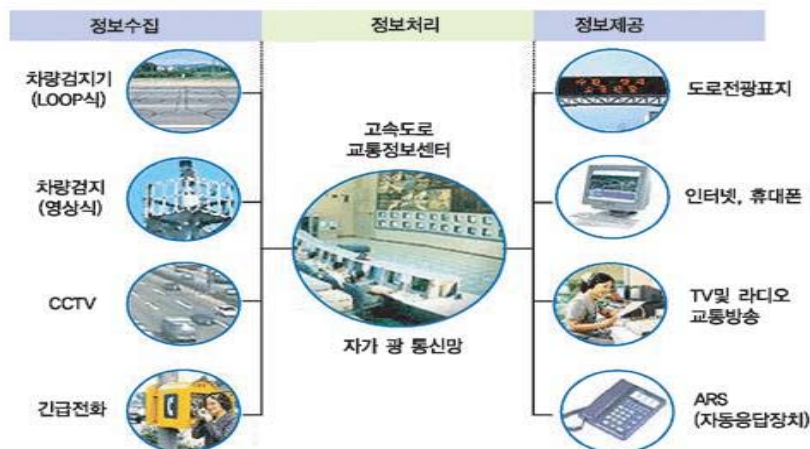 정보수집
정보처리
정보제공
차량검지기
(LOOP식)
차량검지
(영상식)
CCTV
긴급전화
고속도로
교통정보센터
자가 광 통신망
도로전광표지
인터넷, 휴대폰
TV및 라디오
교통방송
ARS
(자동응답장치)